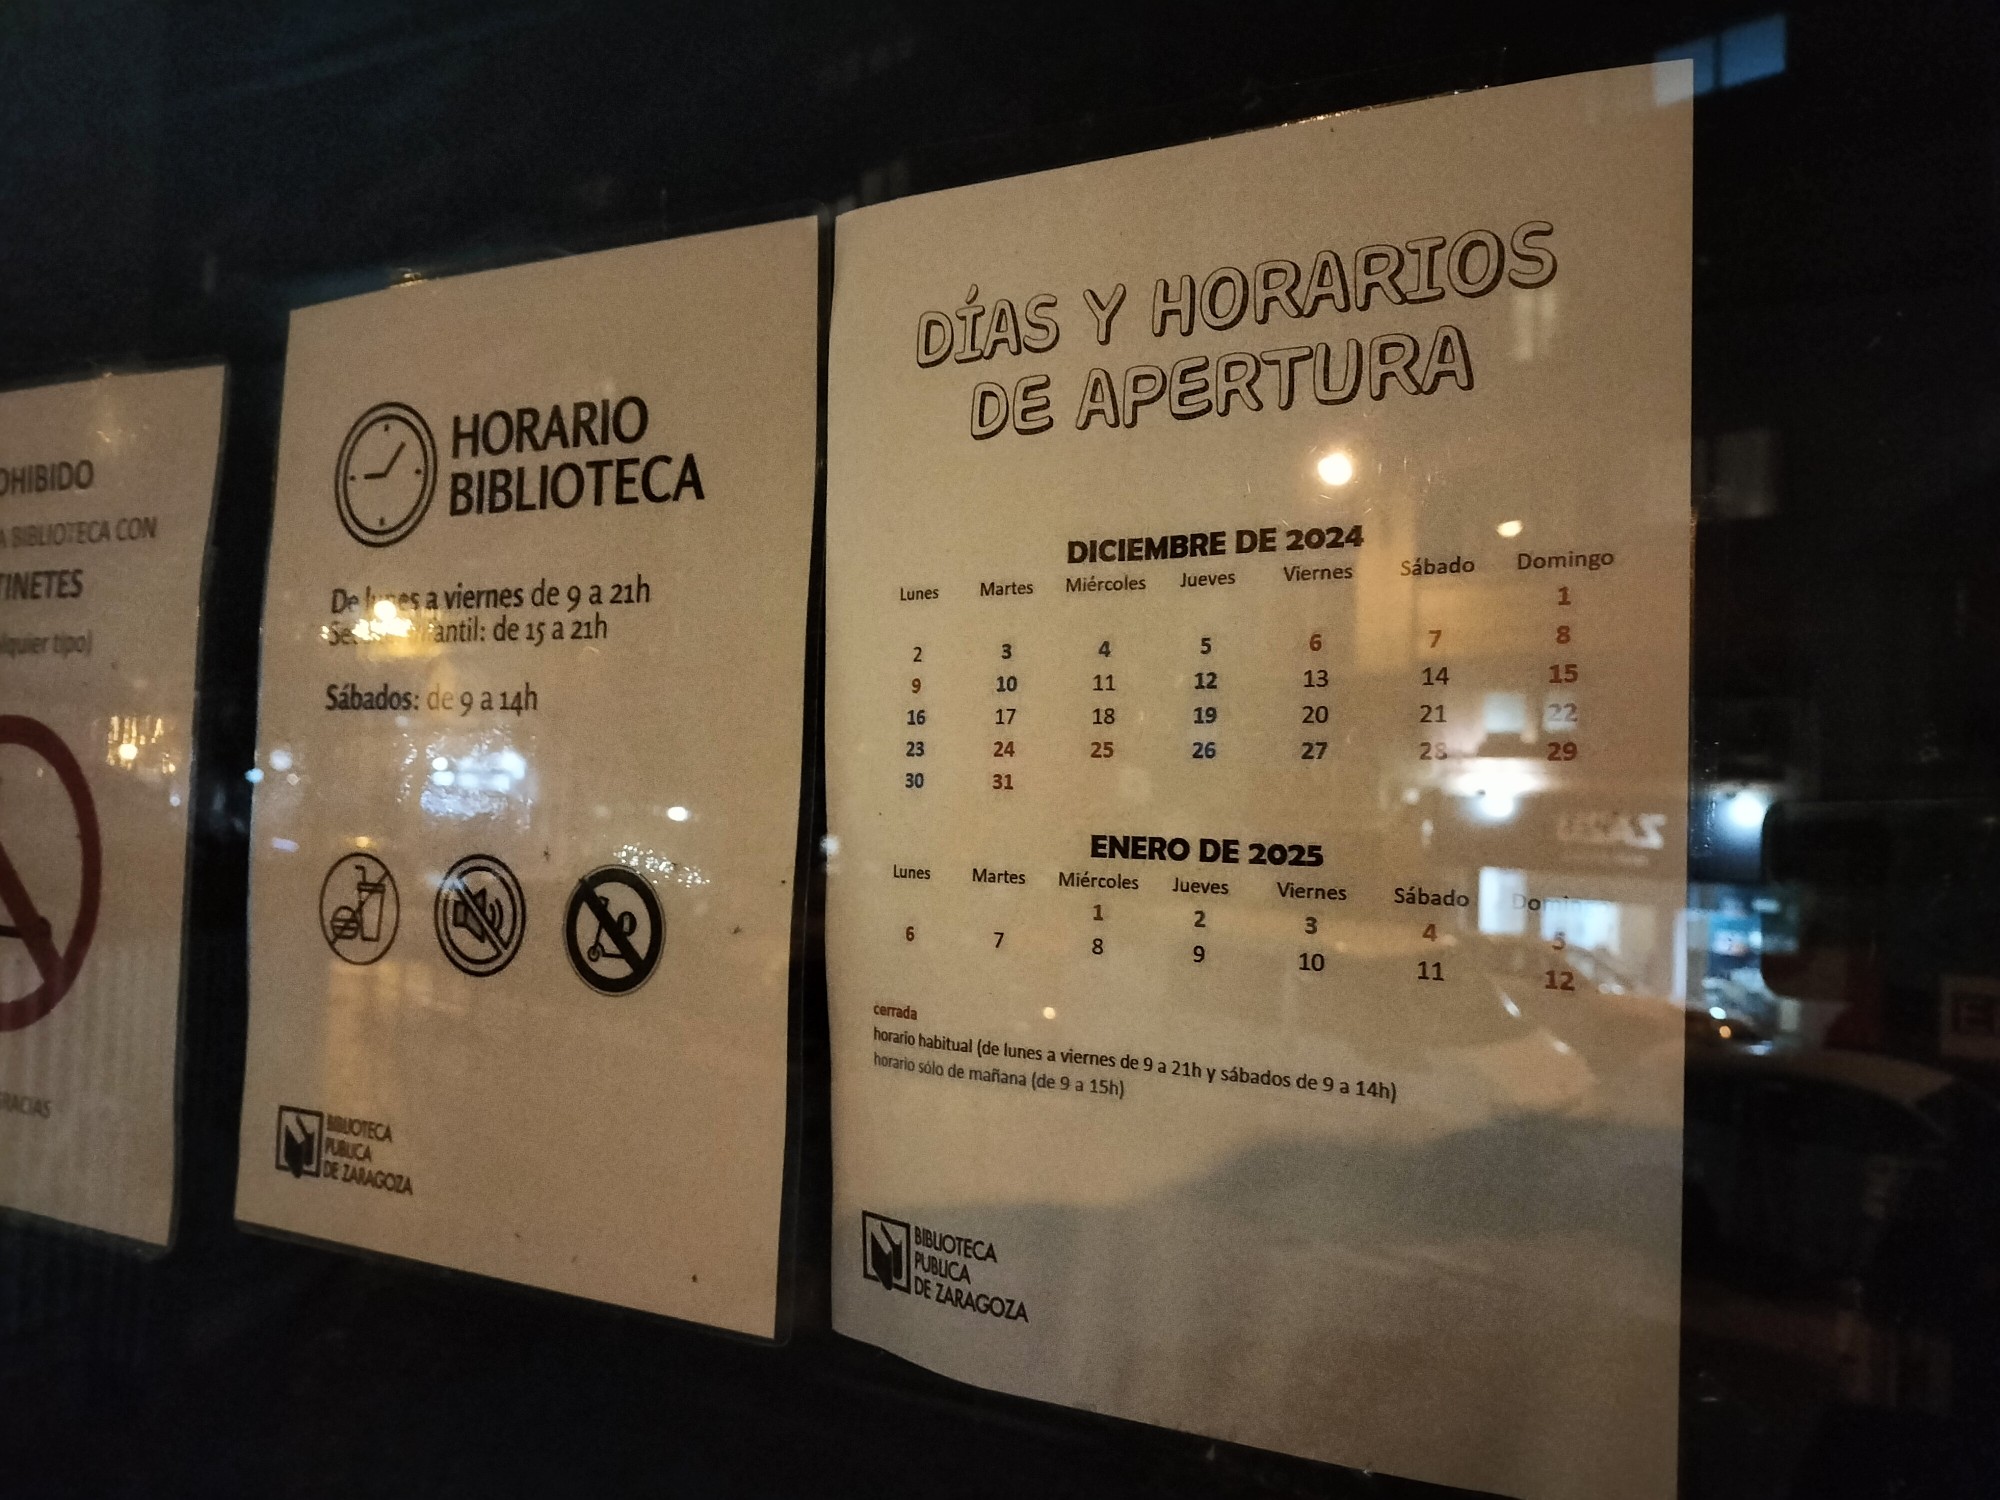 OHIBIDO
A BIBLIOTECA CON
TINETES
lquier tipo)
RACIAS
HORARIO
BIBLIOTECA
De lunes a viernes de 9 a 21h
antil: de 15 a 21h
Sábados: de 9 a 14h
BIBLIOTECA
PUBLICA
DE ZARAGOZA
DÍAS Y HORARIOS
DE APERTURA
DICIEMBRE DE 2024
Lunes Martes Miércoles Jueves Viernes Sábado Domingo
1
2 3 4 5 6 7 8
9 10 11 12 13 14 15
16 17 18 19 20 21 22
23 24 25 26 27 28 29
30 31
ENERO DE 2025
Lunes Martes Miércoles Jueves Viernes Sábado Domingo
1 2 3 4 5
6 7 8 9 10 11 12
cerrada
horario habitual (de lunes a viernes de 9 a 21h y sábados de 9 a 14h)
horario sólo de mañana (de 9 a 15h)
BIBLIOTECA
PUBLICA
DE ZARAGOZA